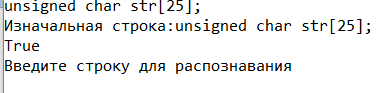 unsigned char str[25];
Изначальная строка:unsigned char str[25];
True
Введите строку для распознавания